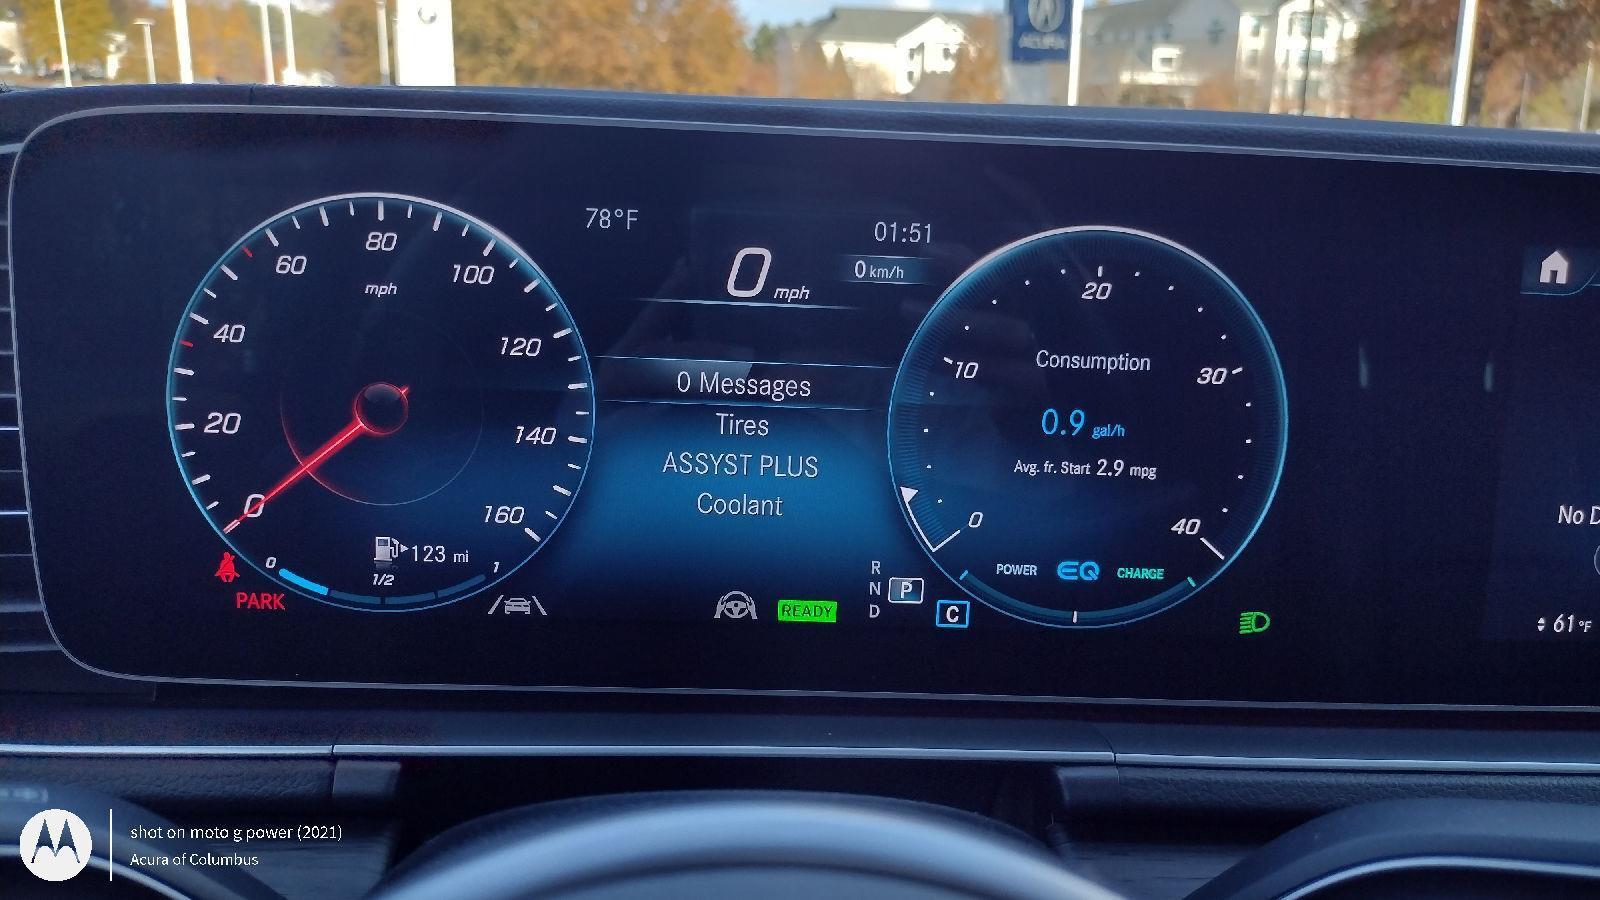 ACURA
78°F
01:51
0 mph
0 km/h
0
20
40
60
80
100
120
140
160
mph
0 Messages
Tires
ASSYST PLUS
Coolant
0
10
20
30
40
Consumption
0.9 gal/h
Avg. fr. Start 2.9 mpg
POWER EQ CHARGE
123 mi
0 1/2 1
PARK
READY
R
N P
D
C
No D
61°F
shot on moto g power (2021)
Acura of Columbus